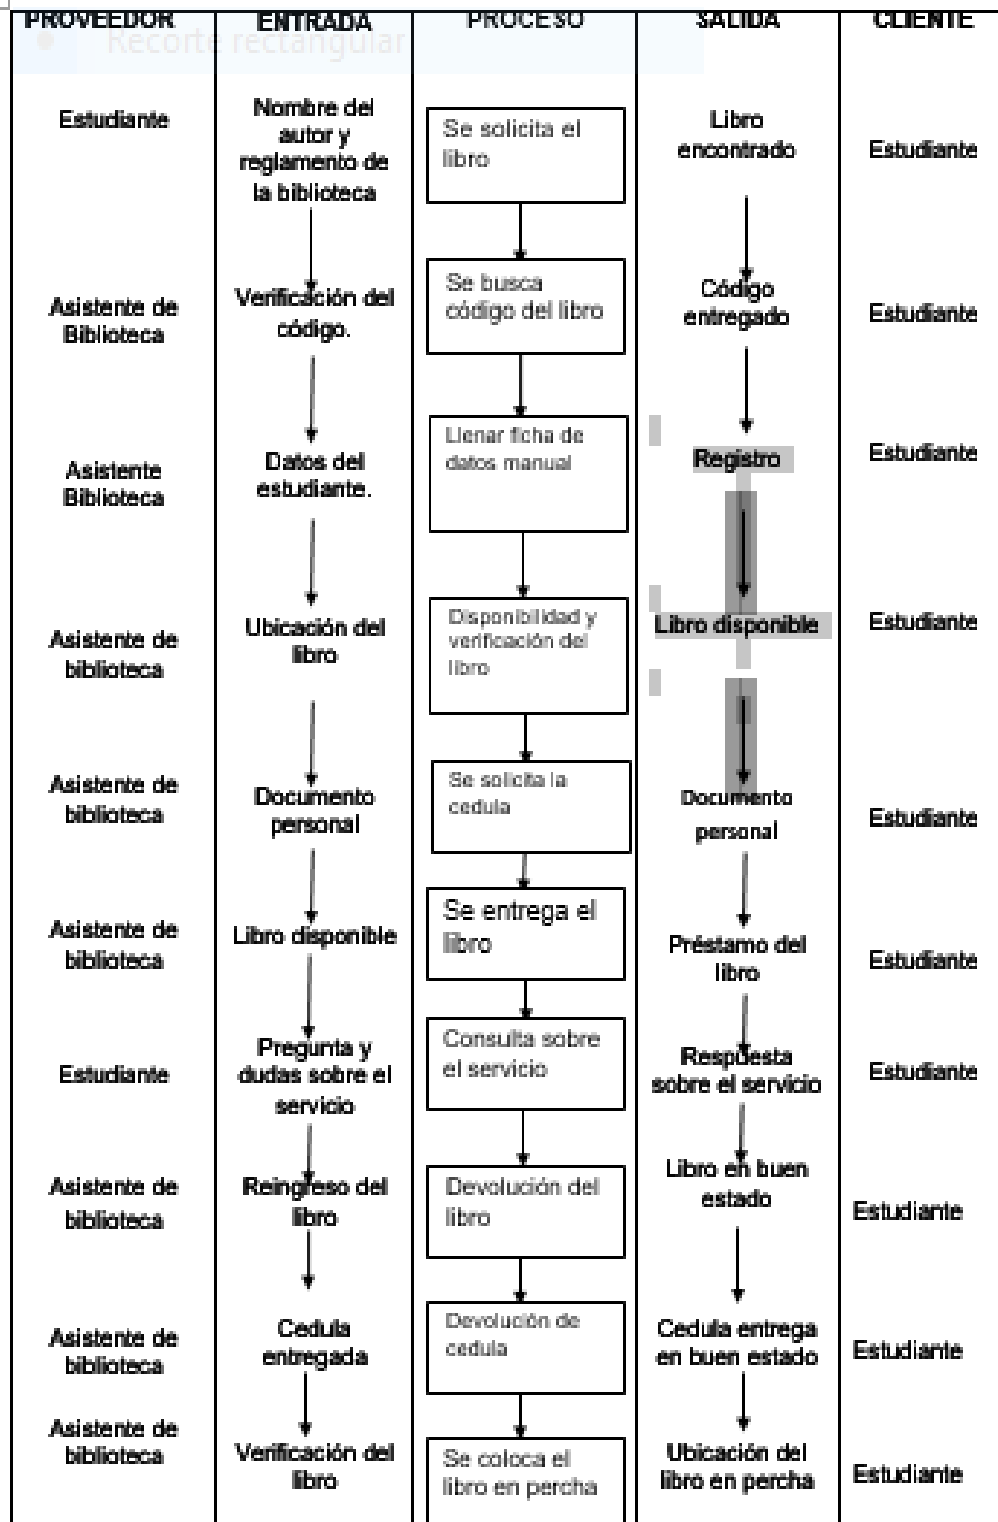 PROVEEDOR ENTRADA PROCESO SALIDA CLIENTE
Recorte rectangular
Estudiante
Nombre del
autor y
reglamento de
la biblioteca
Se solicita el
libro
Libro
encontrado
Estudiante
Asistente de
Biblioteca
Verificación del
código.
Se busca
código del libro
Código
entregado
Estudiante
Asistente
Biblioteca
Datos del
estudiante.
Llenar ficha de
datos manual
Registro
Estudiante
Asistente de
biblioteca
Ubicación del
libro
Disponibilidad y
verificación del
libro
Libro disponible
Estudiante
Asistente de
biblioteca
Documento
personal
Se solicita la
cedula
Documento
personal
Estudiante
Asistente de
biblioteca
Libro disponible
Se entrega el
libro
Préstamo del
libro
Estudiante
Estudiante
Pregunta y
dudas sobre el
servicio
Consulta sobre
el servicio
Respuesta
sobre el servicio
Estudiante
Asistente de
biblioteca
Reingreso del
libro
Devolución del
libro
Libro en buen
estado
Estudiante
Asistente de
biblioteca
Cedula
entregada
Devolución de
cedula
Cedula entrega
en buen estado
Estudiante
Asistente de
biblioteca
Verificación del
libro
Se coloca el
libro en percha
Ubicación del
libro en percha
Estudiante